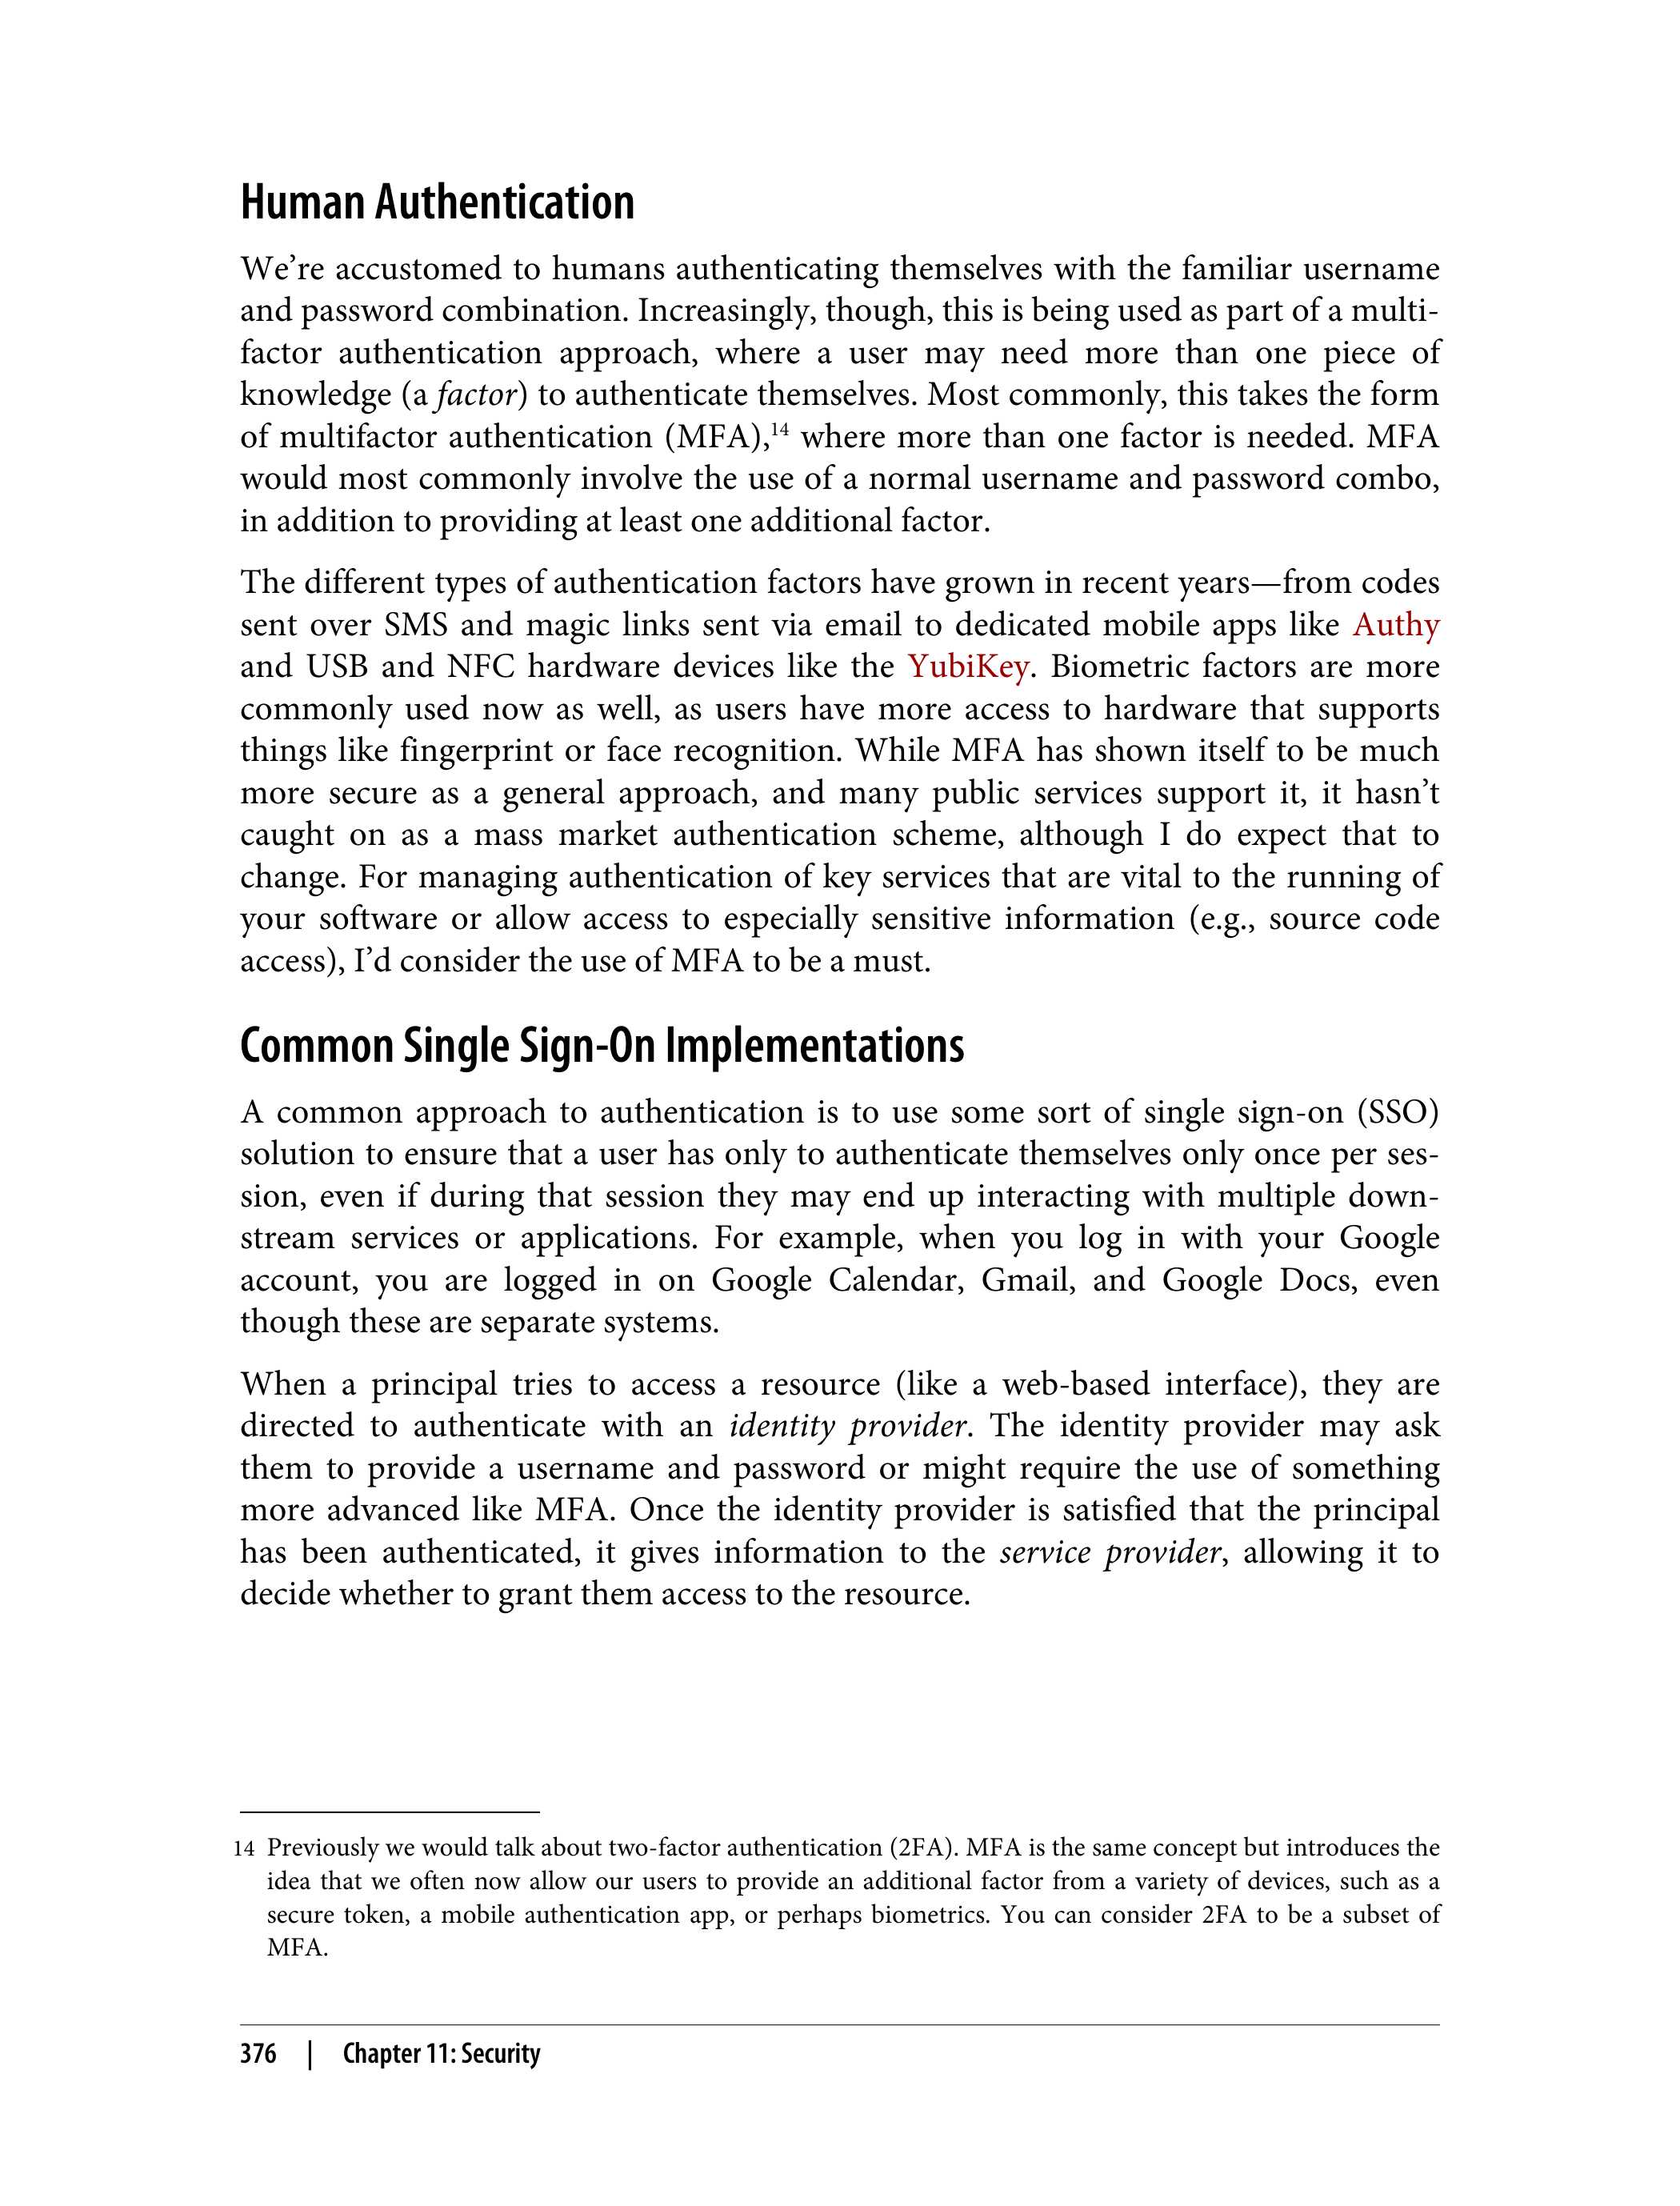 Human Authentication
We’re accustomed to humans authenticating themselves with the familiar username
and password combination. Increasingly, though, this is being used as part of a multi-
factor authentication approach, where a user may need more than one piece of
knowledge (a factor) to authenticate themselves. Most commonly, this takes the form
of multifactor authentication (MFA),14 where more than one factor is needed. MFA
would most commonly involve the use of a normal username and password combo,
in addition to providing at least one additional factor.
The different types of authentication factors have grown in recent years—from codes
sent over SMS and magic links sent via email to dedicated mobile apps like Authy
and USB and NFC hardware devices like the YubiKey. Biometric factors are more
commonly used now as well, as users have more access to hardware that supports
things like fingerprint or face recognition. While MFA has shown itself to be much
more secure as a general approach, and many public services support it, it hasn’t
caught on as a mass market authentication scheme, although I do expect that to
change. For managing authentication of key services that are vital to the running of
your software or allow access to especially sensitive information (e.g., source code
access), I’d consider the use of MFA to be a must.
Common Single Sign-On Implementations
A common approach to authentication is to use some sort of single sign-on (SSO)
solution to ensure that a user has only to authenticate themselves only once per ses-
sion, even if during that session they may end up interacting with multiple down-
stream services or applications. For example, when you log in with your Google
account, you are logged in on Google Calendar, Gmail, and Google Docs, even
though these are separate systems.
When a principal tries to access a resource (like a web-based interface), they are
directed to authenticate with an identity provider. The identity provider may ask
them to provide a username and password or might require the use of something
more advanced like MFA. Once the identity provider is satisfied that the principal
has been authenticated, it gives information to the service provider, allowing it to
decide whether to grant them access to the resource.
14 Previously we would talk about two-factor authentication (2FA). MFA is the same concept but introduces the
idea that we often now allow our users to provide an additional factor from a variety of devices, such as a
secure token, a mobile authentication app, or perhaps biometrics. You can consider 2FA to be a subset of
MFA.
376 | Chapter 11: Security